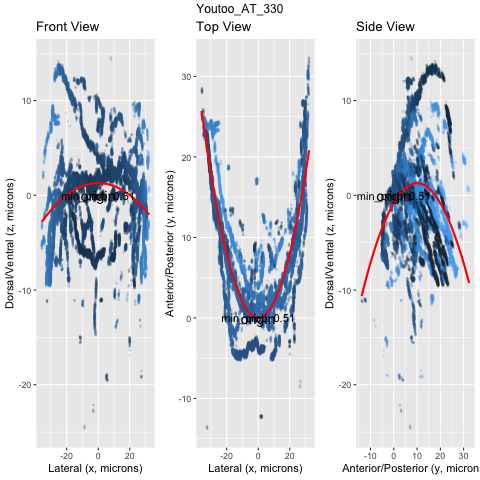 Youtoo_AT_330
Front View
Top View
Side View
Dorsal/Ventral (z, microns)
10
0
-10
-20
-20
0
20
Lateral (x, microns)
Anterior/Posterior (y, microns)
30
20
10
0
-10
-20
0
20
Lateral (x, microns)
Dorsal/Ventral (z, microns)
10
0
-10
-20
-10
0
10
20
30
Anterior/Posterior (y, micron
origin